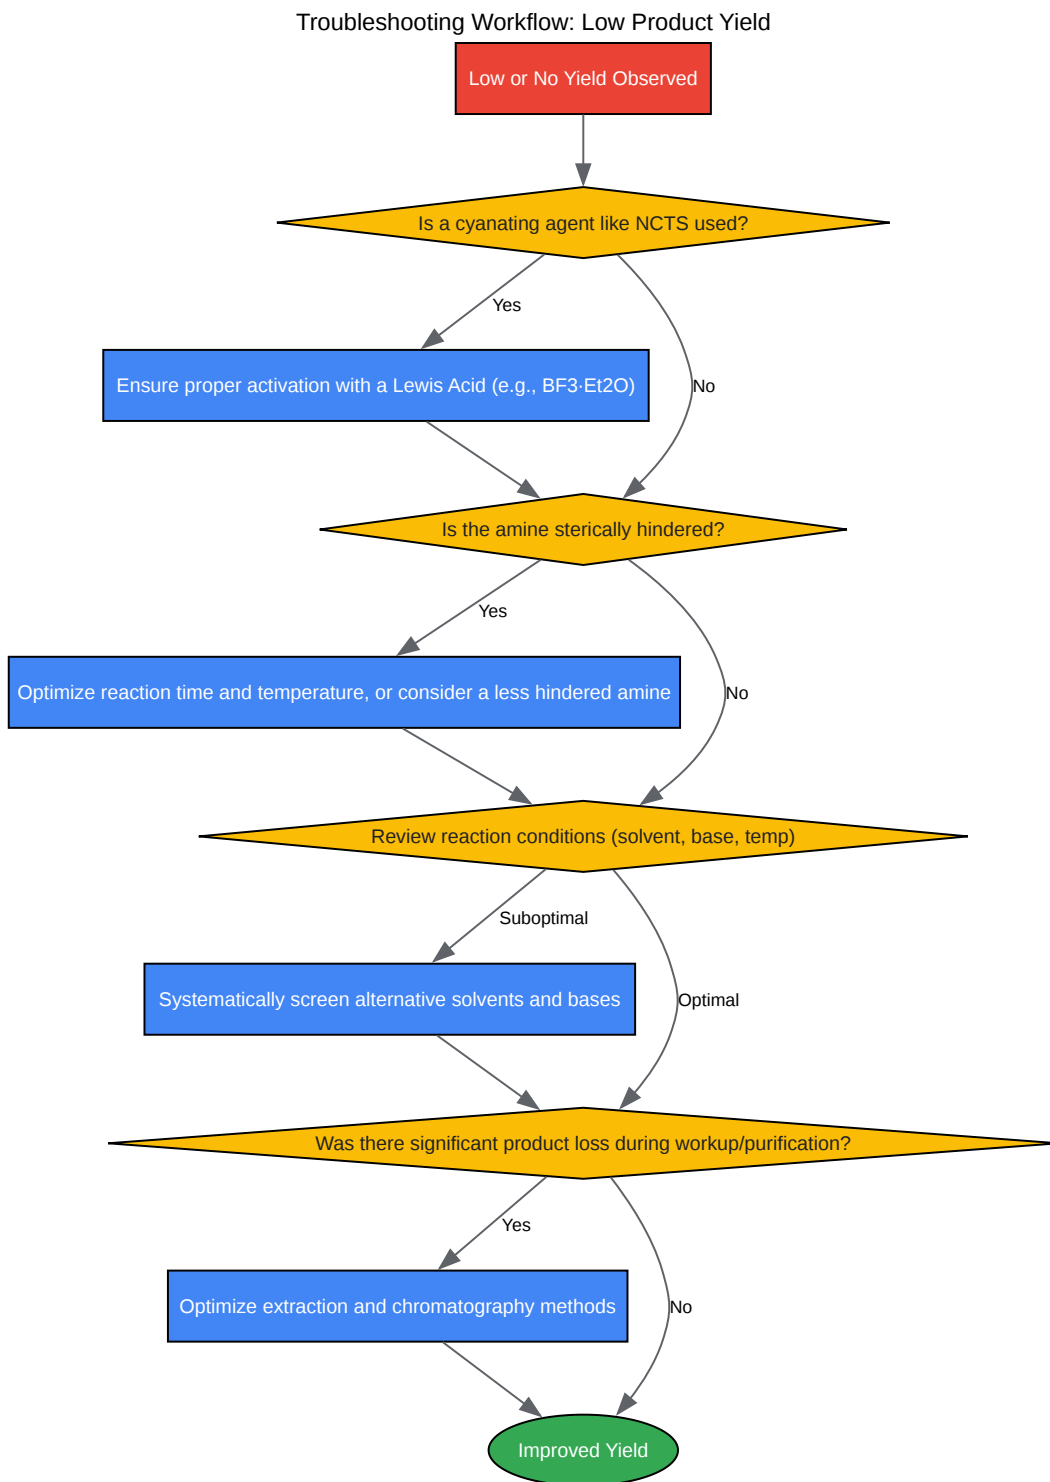 Troubleshooting Workflow: Low Product Yield
Low or No Yield Observed
Is a cyanating agent like NCTS used?
Yes
Ensure proper activation with a Lewis Acid (e.g., BF3·Et2O)
No
Is the amine sterically hindered?
Yes
Optimize reaction time and temperature, or consider a less hindered amine
No
Review reaction conditions (solvent, base, temp)
Suboptimal
Systematically screen alternative solvents and bases
Optimal
Was there significant product loss during workup/purification?
Yes
Optimize extraction and chromatography methods
No
Improved Yield